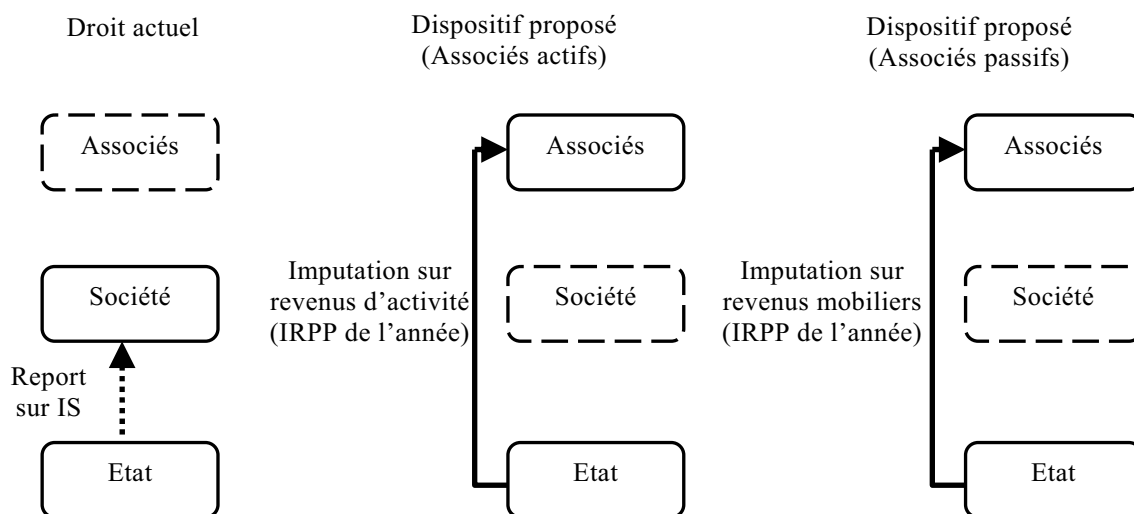 Droit actuel
Associés
Société
Report
sur IS
Etat
Dispositif proposé
(Associés actifs)
Associés
Imputation sur
revenus d’activité
(IRPP de l’année)
Société
Etat
Dispositif proposé
(Associés passifs)
Associés
Imputation sur
revenus mobiliers
(IRPP de l’année)
Société
Etat